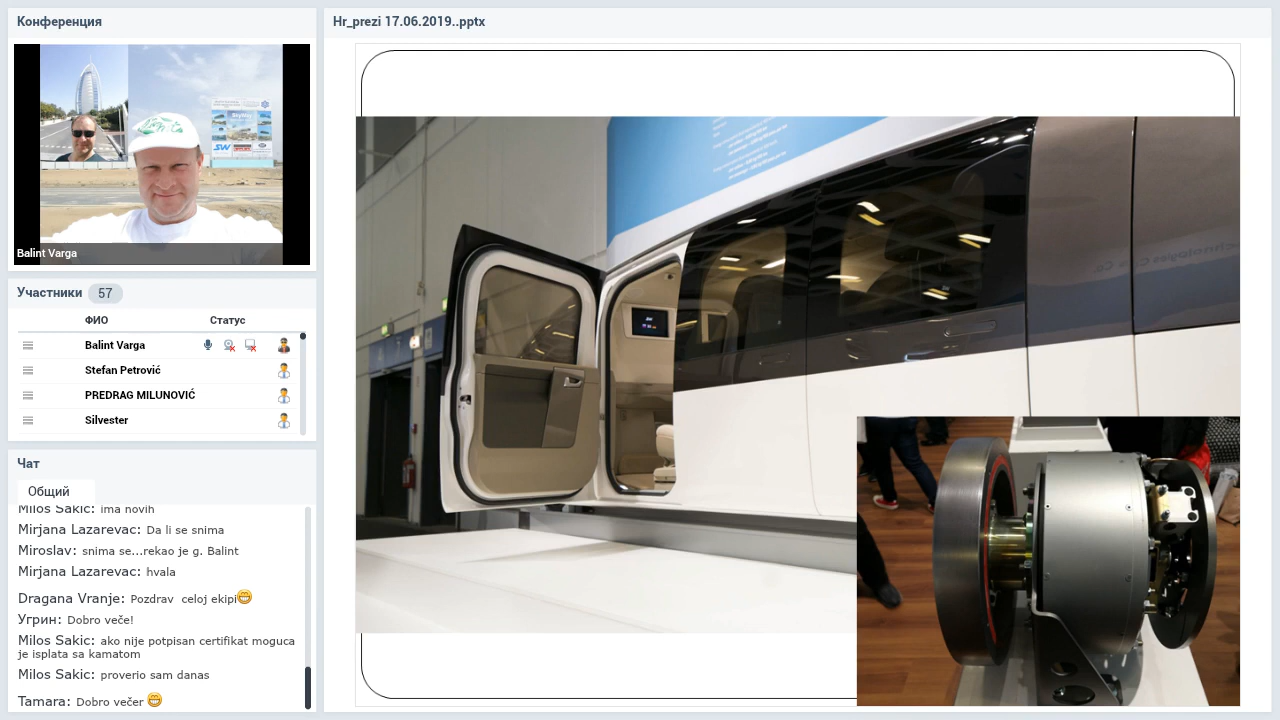 Конференция
SkyWay
SW
Balint Varga
Участники 57
ФИО Статус
Balint Varga
Stefan Petrović
PREDRAG MILUNOVIĆ
Silvester
Чат
Общий
Milos Sakic: ima novih
Mirjana Lazarevac: Da li se snima
Miroslav: snima se...rekao je g. Balint
Mirjana Lazarevac: hvala
Dragana Vranje: Pozdrav celoj ekipi
Угрин: Dobro veče!
Milos Sakic: ako nije potpisan certifikat moguca
je isplata sa kamatom
Milos Sakic: proverio sam danas
Tamara: Dobro večer
Hr_prezi 17.06.2019..pptx